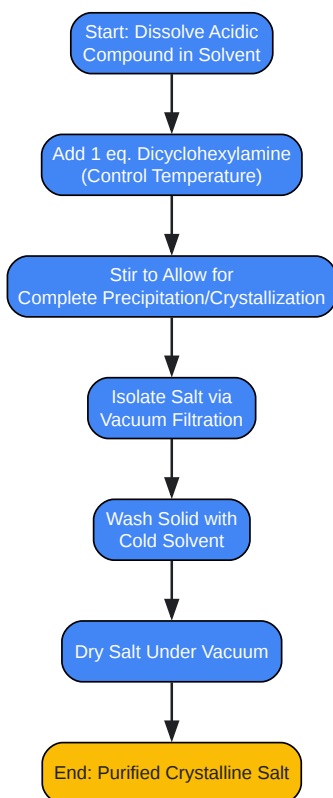 Start: Dissolve Acidic
Compound in Solvent
Add 1 eq. Dicyclohexylamine
(Control Temperature)
Stir to Allow for
Complete Precipitation/Crystallization
Isolate Salt via
Vacuum Filtration
Wash Solid with
Cold Solvent
Dry Salt Under Vacuum
End: Purified Crystalline Salt